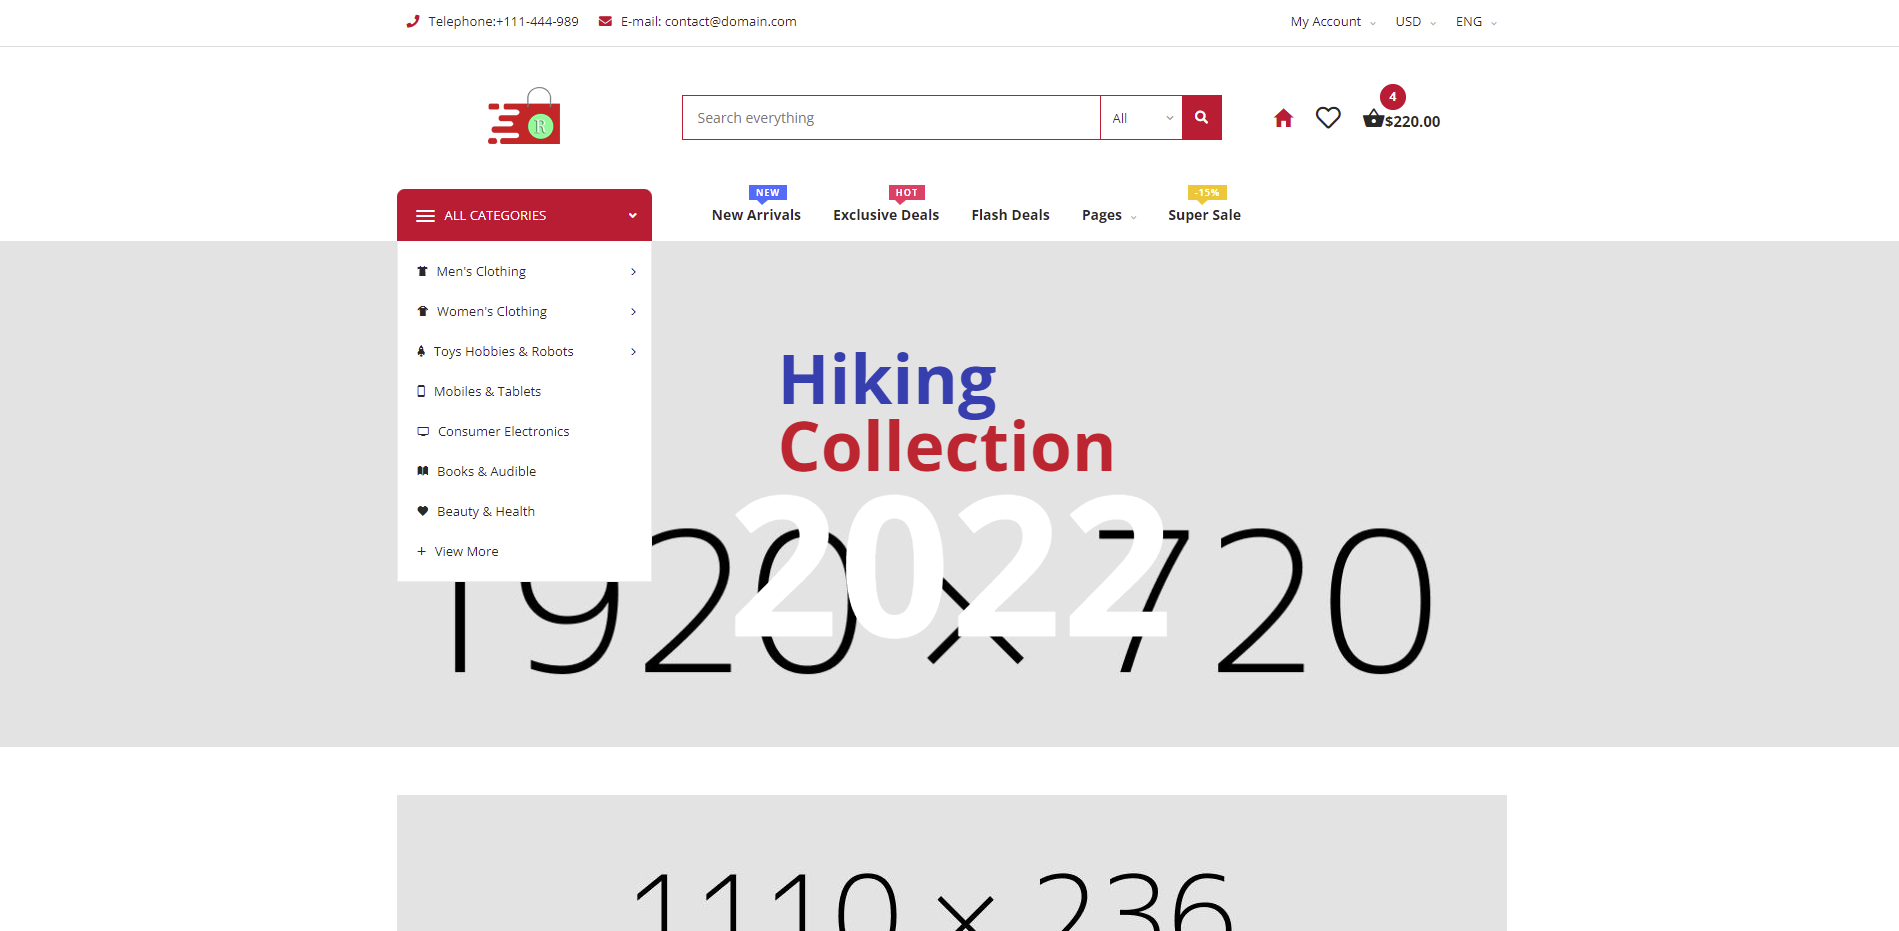 Telephone:+111-444-989 E-mail: contact@domain.com My Account USD ENG
R
Search everything All
4
$220.00
ALL CATEGORIES
NEW HOT -15%
New Arrivals Exclusive Deals Flash Deals Pages Super Sale
Men's Clothing
Women's Clothing
Toys Hobbies & Robots
Mobiles & Tablets
Consumer Electronics
Books & Audible
Beauty & Health
View More
Hiking
Collection
2022
1920 × 720
1110 × 236